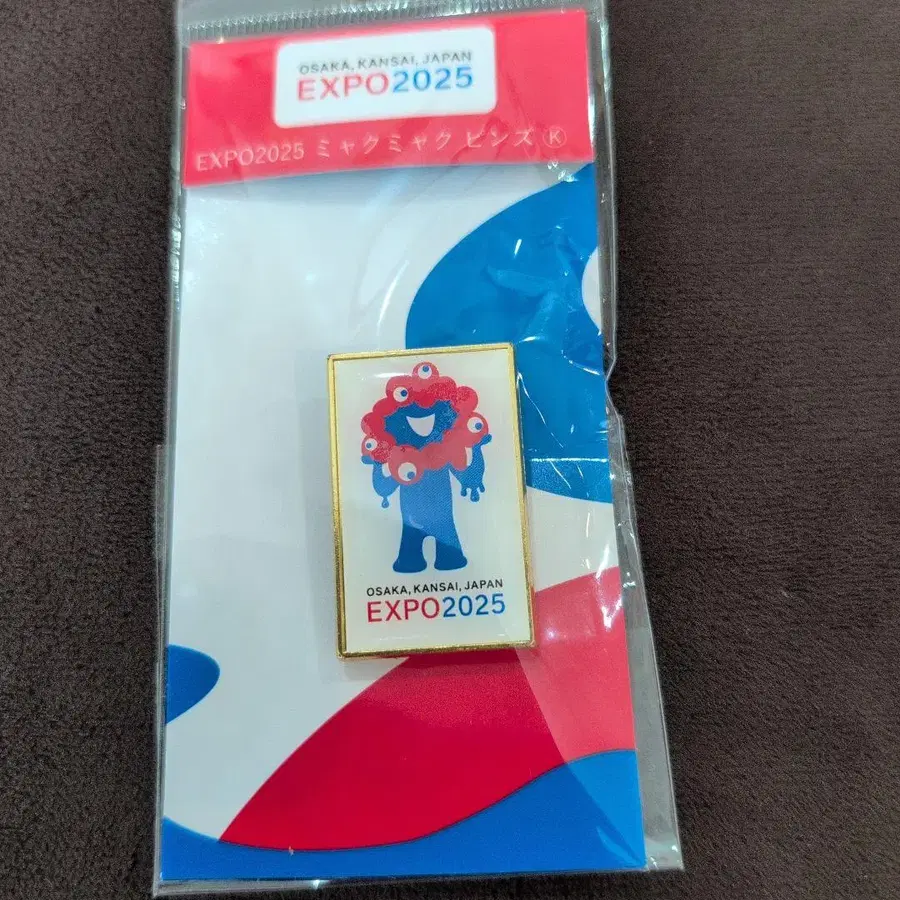 OSAKA, KANSAI, JAPAN
EXPO2025
EXPO2025 ミャクミャク ピンズ Ⓚ
OSAKA, KANSAI, JAPAN
EXPO2025